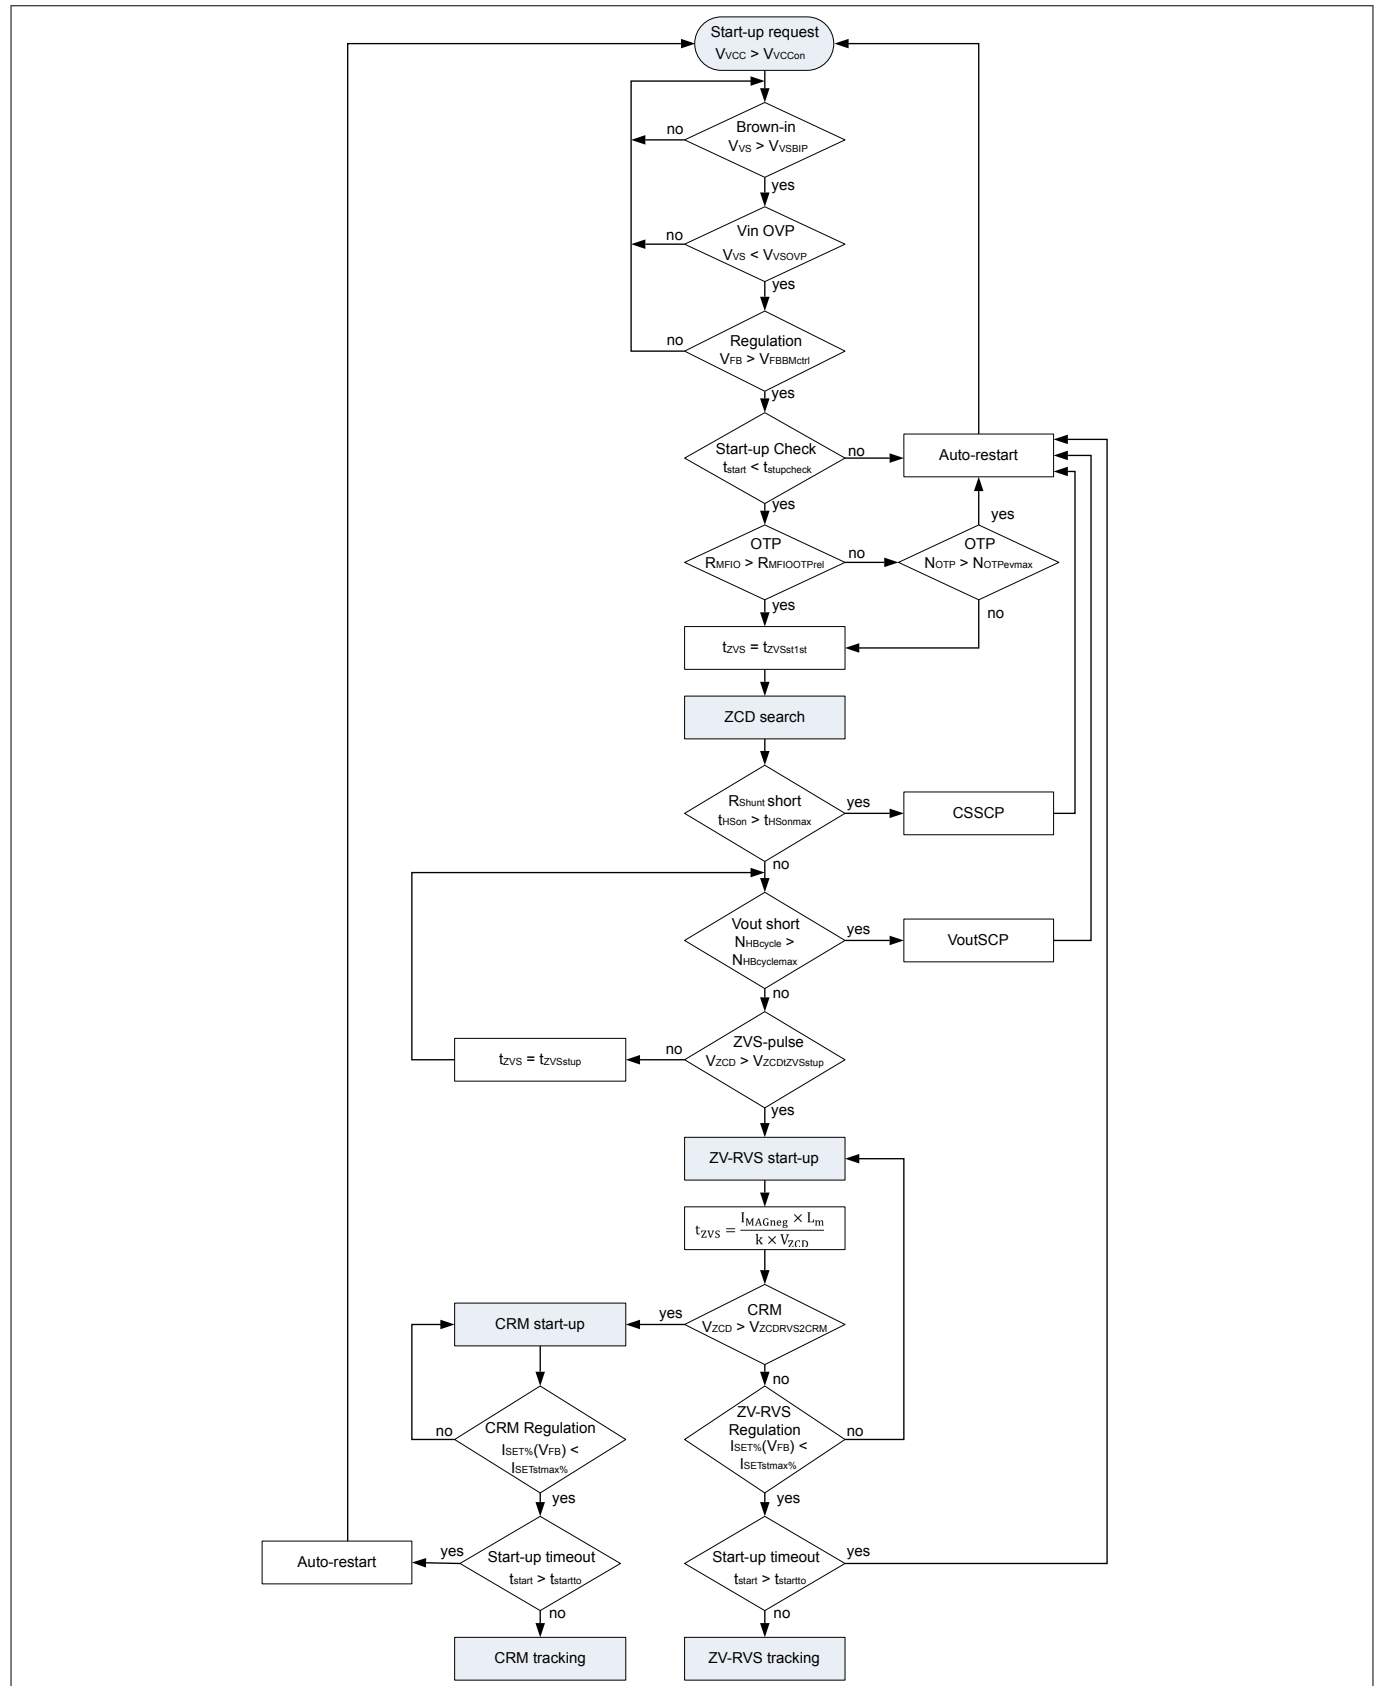 Start-up request
VVCC > VVCCon
no
Brown-in
VVS > VVSBIP
yes
no
Vin OVP
VVS < VVSOVP
yes
no
Regulation
VFB > VFBBMctrl
yes
Start-up Check
tstart < tstupcheck
no
Auto-restart
yes
yes
OTP
RMFIO > RMFIOOTPrel
no
OTP
NOTP > NOTPevmax
yes
no
tZVS = tZVSst1st
ZCD search
RShunt short
tHSon > tHSonmax
yes
CSSCP
no
Vout short
NHBcycle >
NHBcyclemax
yes
VoutSCP
no
ZVS-pulse
VZCD > VZCDtZVSstup
no
tZVS = tZVSstup
yes
ZV-RVS start-up
tZVS = IMAGneg × Lm
k × VZCD
CRM
VZCD > VZCDRVS2CRM
yes
CRM start-up
no
CRM Regulation
ISET%(VFB) <
ISETstmax%
no
ZV-RVS
Regulation
ISET%(VFB) <
ISETstmax%
no
yes
yes
Auto-restart
yes
Start-up timeout
tstart > tstartto
Start-up timeout
tstart > tstartto
yes
no
no
CRM tracking
ZV-RVS tracking